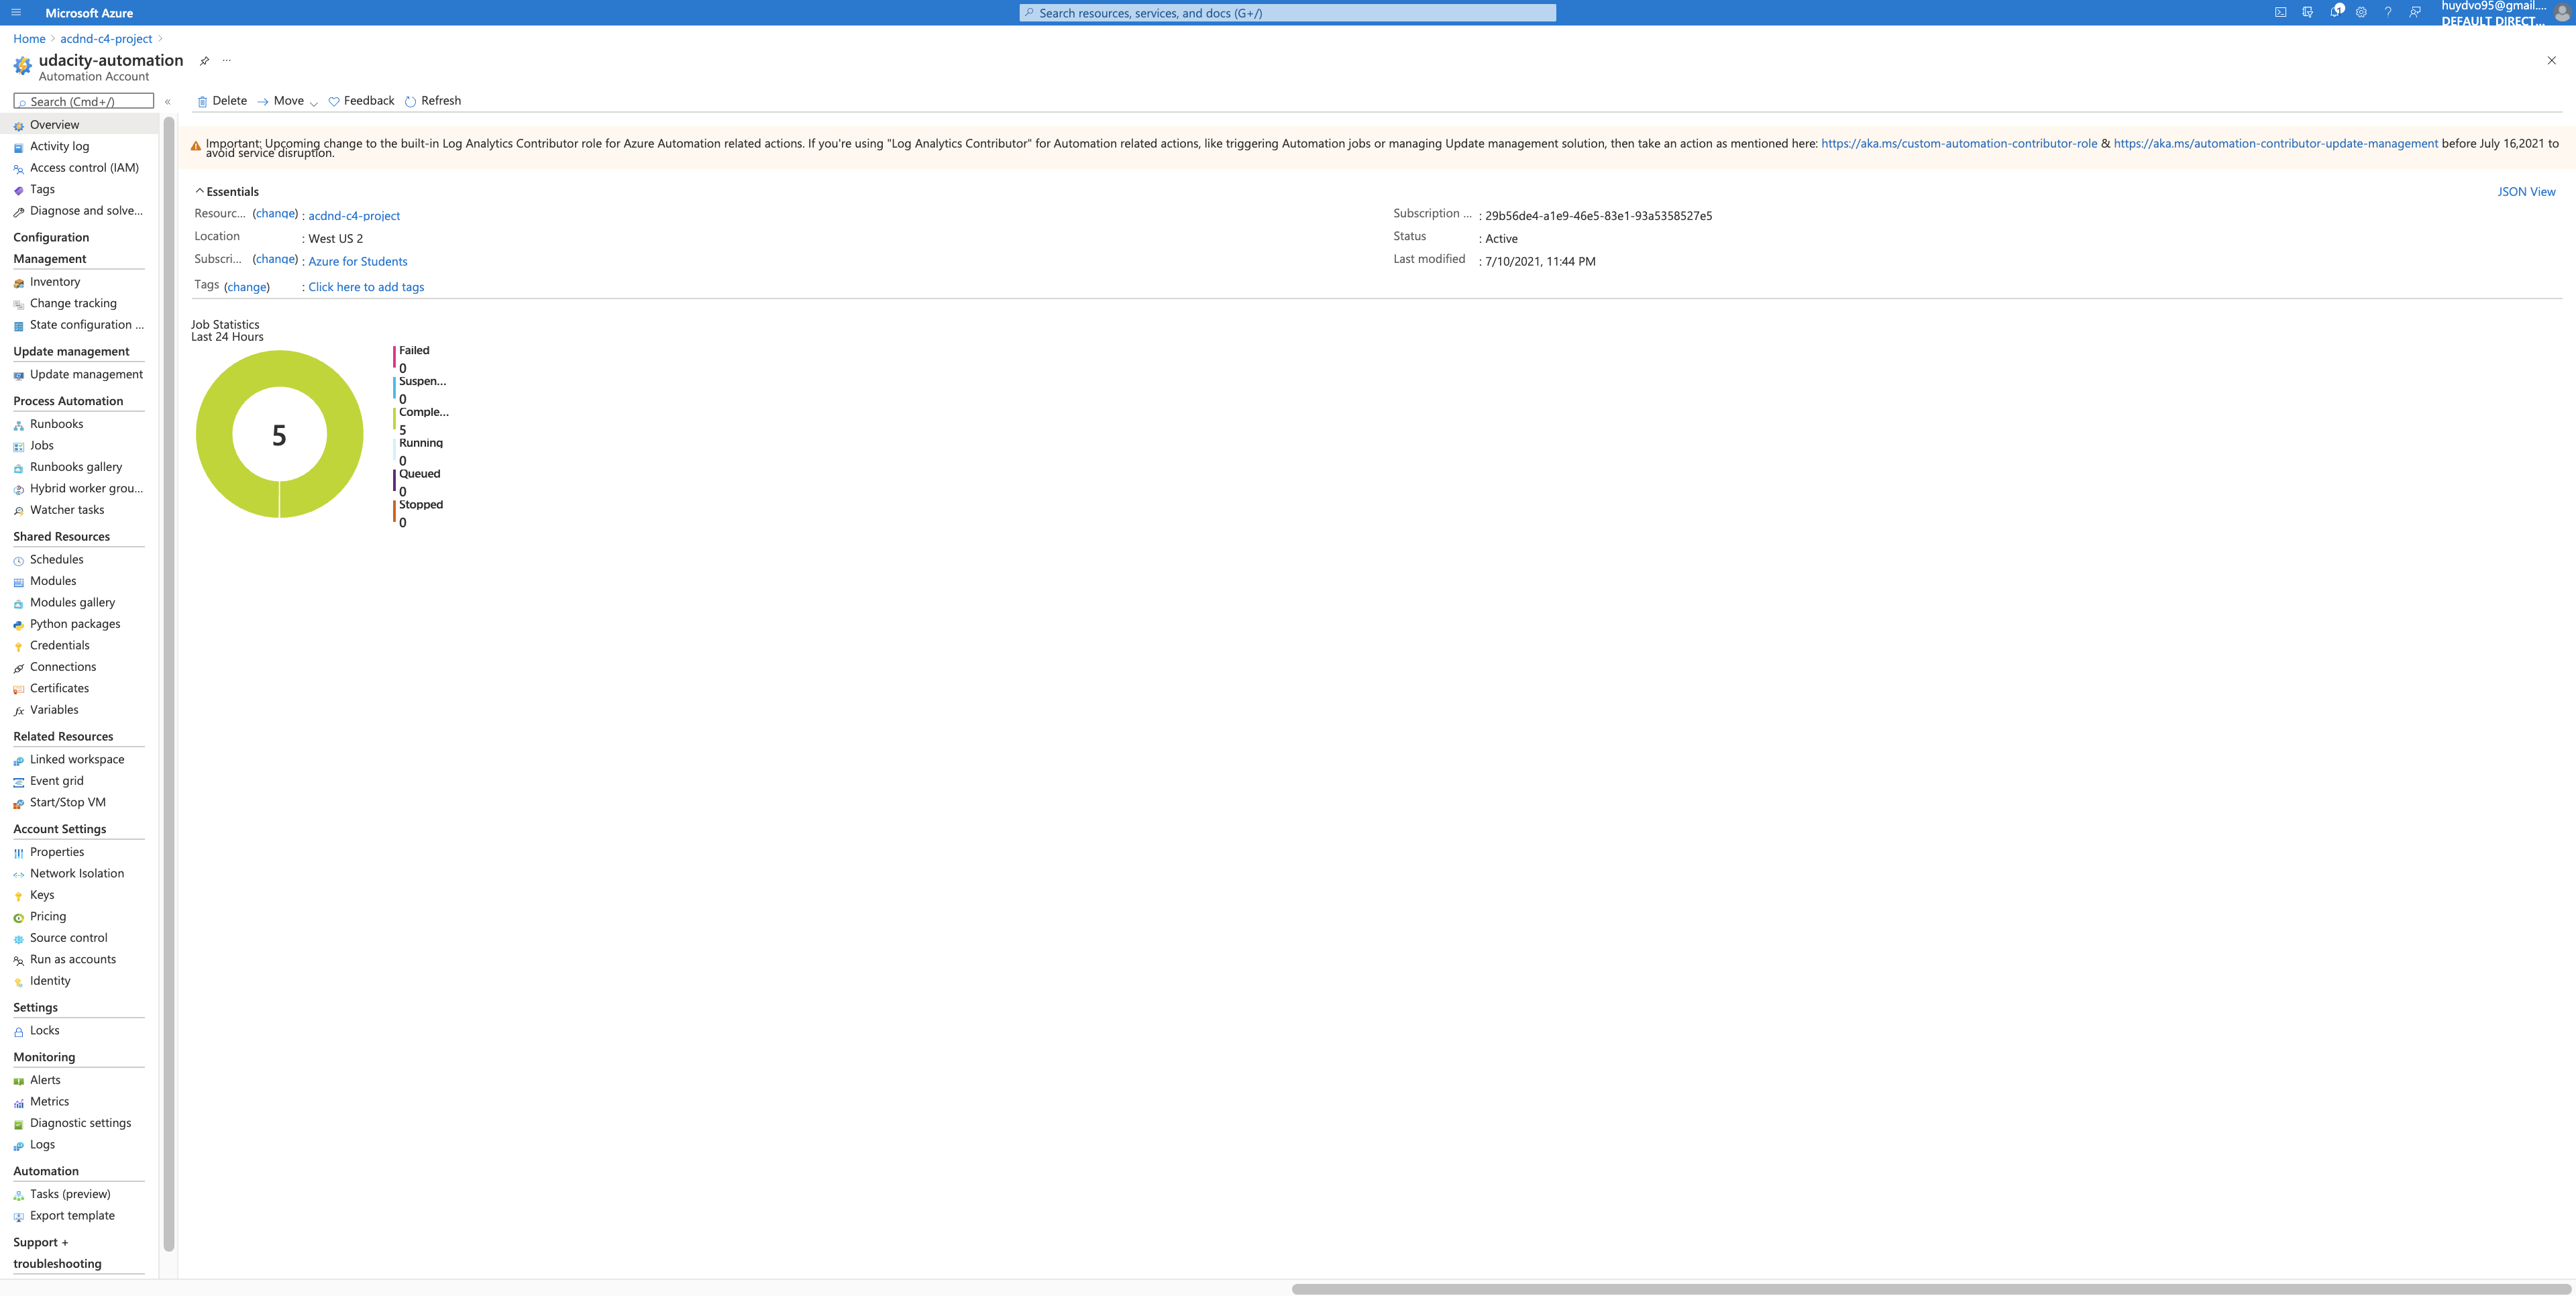 Microsoft Azure
Search resources, services, and docs (G+/)
1
huydvo95@gmail....
DEFAULT DIRECT...
Home > acdnd-c4-project >
udacity-automation
...
Automation Account
Search (Cmd+/)
«
Delete
Move
Feedback
Refresh
Overview
Activity log
Access control (IAM)
Tags
Diagnose and solve...
Configuration
Management
Inventory
Change tracking
State configuration ...
Update management
Update management
Process Automation
Runbooks
Jobs
Runbooks gallery
Hybrid worker grou...
Watcher tasks
Shared Resources
Schedules
Modules
Modules gallery
Python packages
Credentials
Connections
Certificates
Variables
Related Resources
Linked workspace
Event grid
Start/Stop VM
Account Settings
Properties
Network Isolation
Keys
Pricing
Source control
Run as accounts
Identity
Settings
Locks
Monitoring
Alerts
Metrics
Diagnostic settings
Logs
Automation
Tasks (preview)
Export template
Support +
troubleshooting
Important: Upcoming change to the built-in Log Analytics Contributor role for Azure Automation related actions. If you're using "Log Analytics Contributor" for Automation related actions, like triggering Automation jobs or managing Update management solution, then take an action as mentioned here: https://aka.ms/custom-automation-contributor-role & https://aka.ms/automation-contributor-update-management before July 16,2021 to
avoid service disruption.
Essentials
JSON View
Resourc... (change) : acdnd-c4-project
Location : West US 2
Subscri... (change) : Azure for Students
Tags (change) : Click here to add tags
Subscription ... : 29b56de4-a1e9-46e5-83e1-93a5358527e5
Status : Active
Last modified : 7/10/2021, 11:44 PM
Job Statistics
Last 24 Hours
5
Failed
0
Suspen...
0
Comple...
5
Running
0
Queued
0
Stopped
0